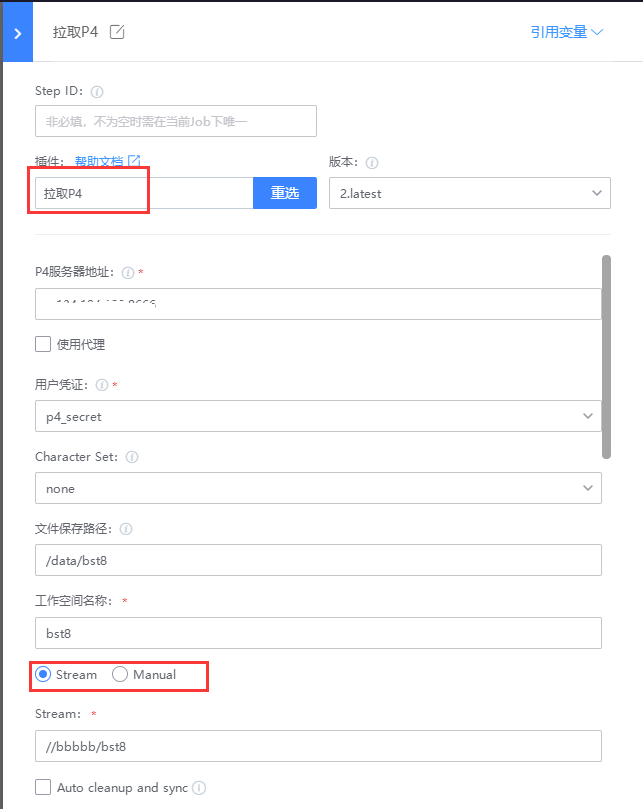 拉取P4
引用变量
Step ID:
非必填，不为空时需在当前Job下唯一
插件: 帮助文档 版本:
拉取P4 重选 2.latest
P4服务器地址: *
使用代理
用户凭证: *
p4_secret
Character Set:
none
文件保存路径:
/data/bst8
工作空间名称: *
bst8
Stream Manual
Stream: *
//bbbbb/bst8
Auto cleanup and sync